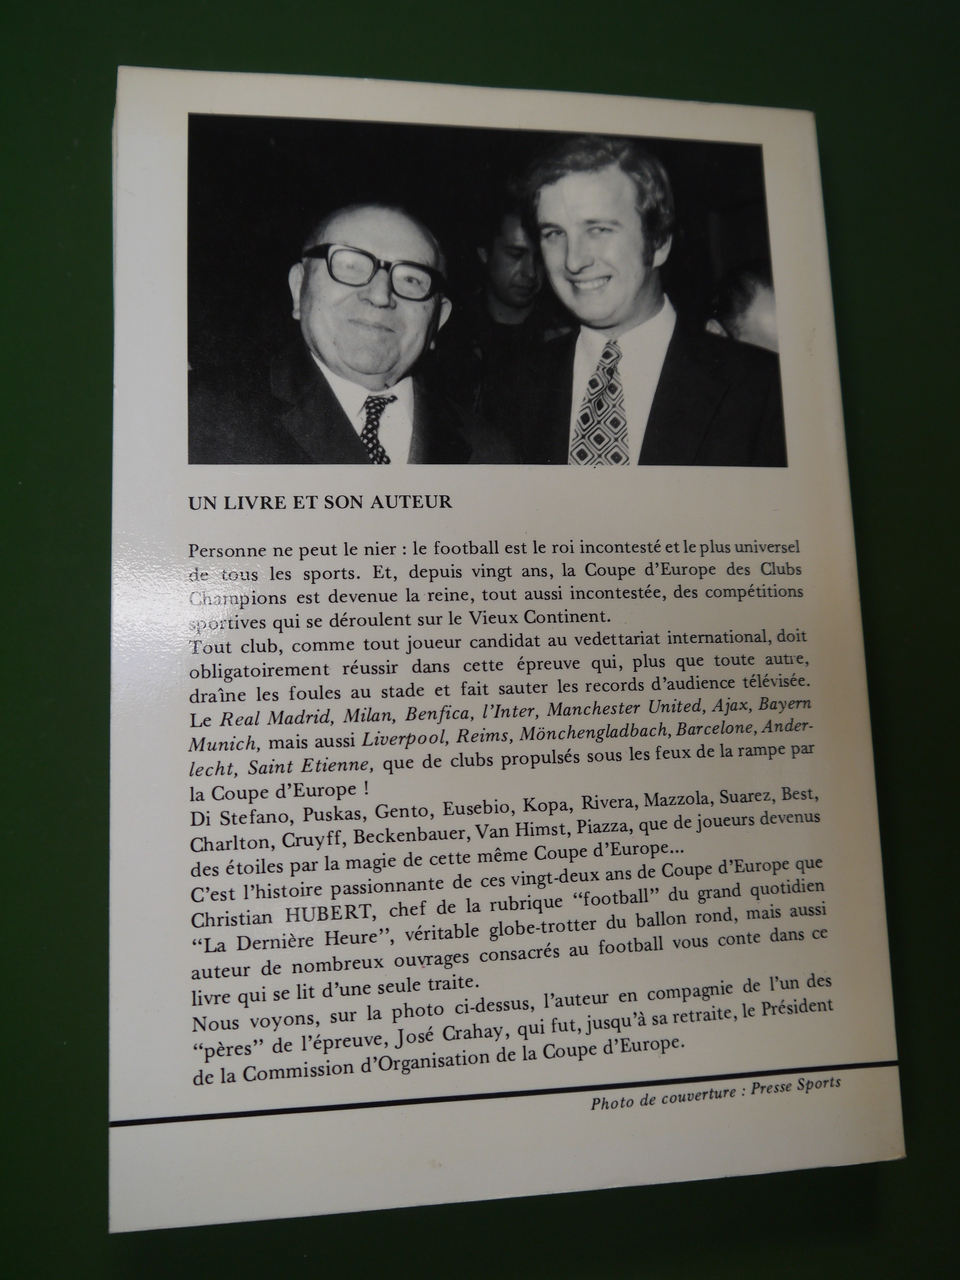 UN LIVRE ET SON AUTEUR
Personne ne peut le nier : le football est le roi incontesté et le plus universel
de tous les sports. Et, depuis vingt ans, la Coupe d'Europe des Clubs
Champions est devenue la reine, tout aussi incontestée, des compétitions
sportives qui se déroulent sur le Vieux Continent.
Tout club, comme tout joueur candidat au vedettariat international, doit
obligatoirement réussir dans cette épreuve qui, plus que toute autre,
draîne les foules au stade et fait sauter les records d'audience télévisée.
Le Real Madrid, Milan, Benfica, l'Inter, Manchester United, Ajax, Bayern
Munich, mais aussi Liverpool, Reims, Mönchengladbach, Barcelone, Ander-
lecht, Saint Etienne, que de clubs propulsés sous les feux de la rampe par
la Coupe d'Europe !
Di Stefano, Puskas, Gento, Eusebio, Kopa, Rivera, Mazzola, Suarez, Best,
Charlton, Cruyff, Beckenbauer, Van Himst, Piazza, que de joueurs devenus
des étoiles par la magie de cette même Coupe d'Europe...
C'est l'histoire passionnante de ces vingt-deux ans de Coupe d'Europe que
Christian HUBERT, chef de la rubrique "football" du grand quotidien
"La Dernière Heure", véritable globe-trotter du ballon rond, mais aussi
auteur de nombreux ouvrages consacrés au football vous conte dans ce
livre qui se lit d'une seule traite.
Nous voyons, sur la photo ci-dessus, l'auteur en compagnie de l'un des
"pères" de l'épreuve, José Crahay, qui fut, jusqu'à sa retraite, le Président
de la Commission d'Organisation de la Coupe d'Europe.
Photo de couverture : Presse Sports